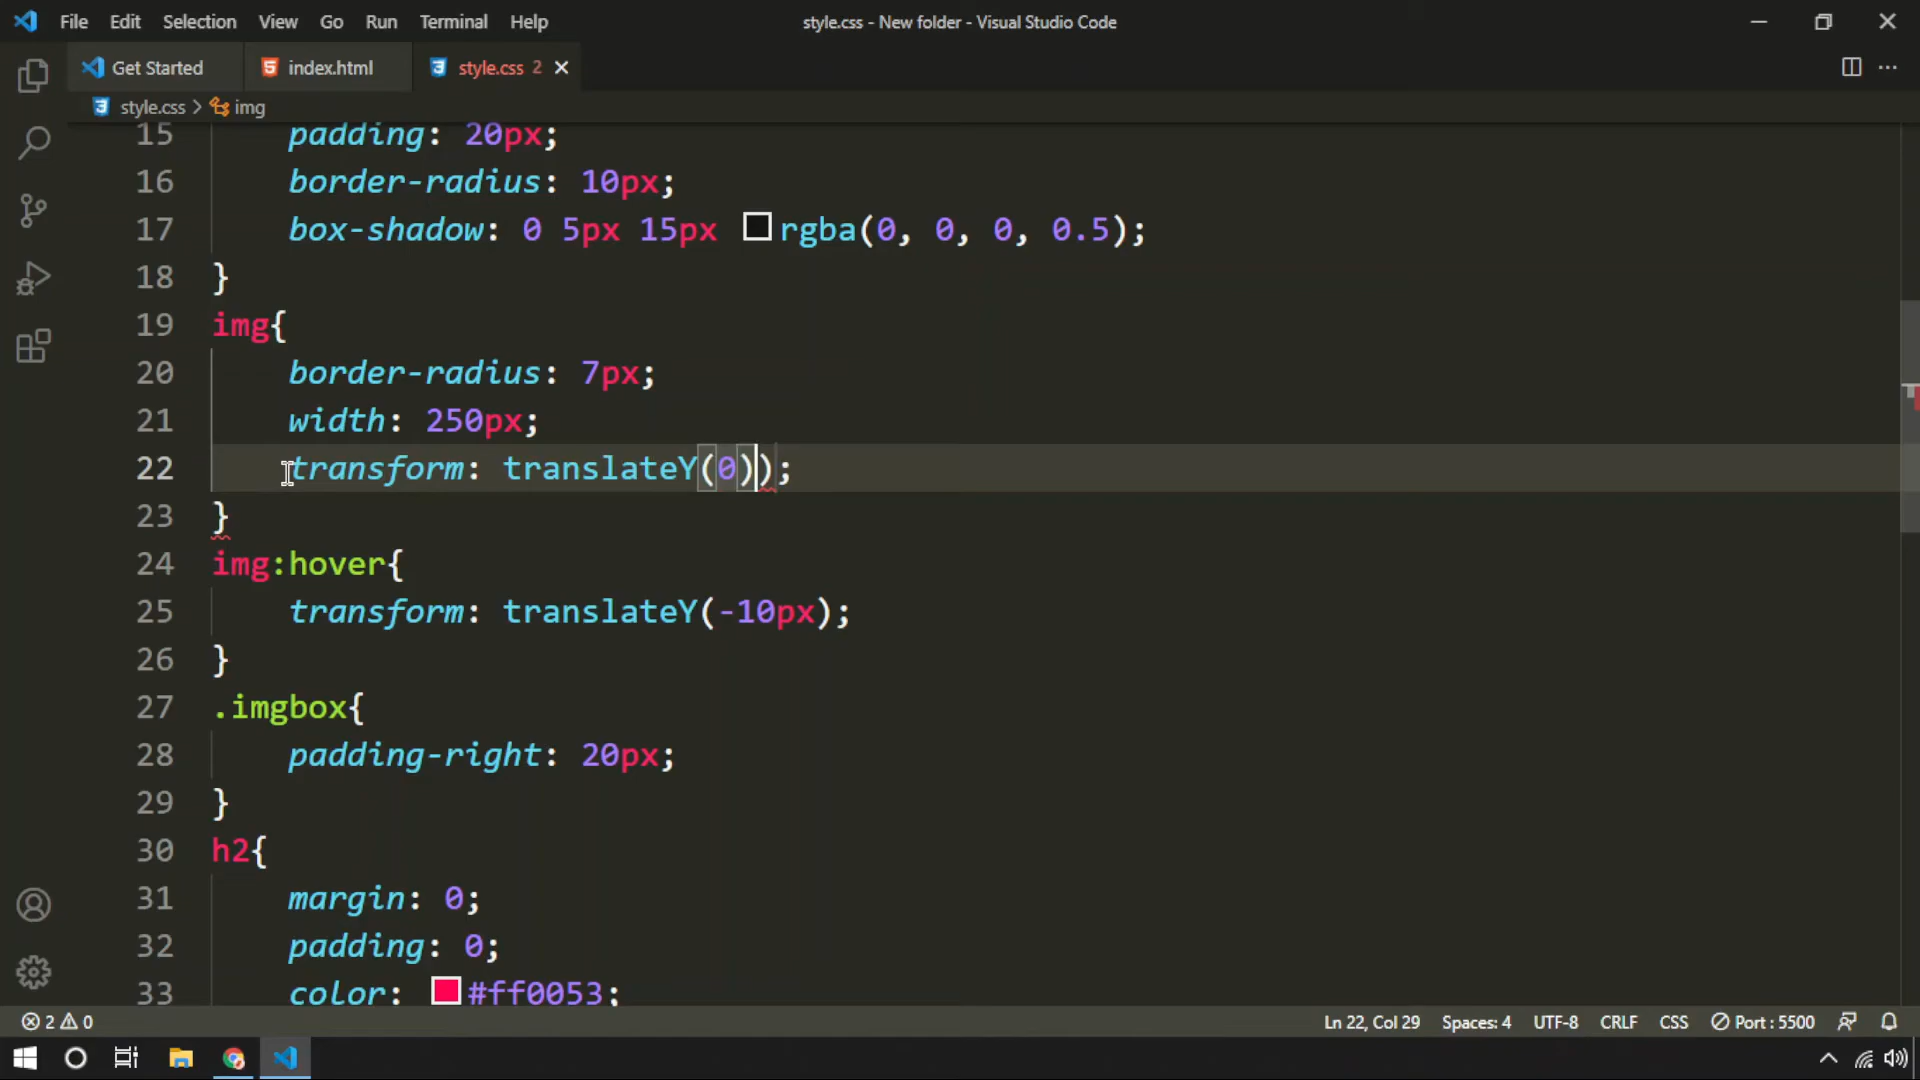 File Edit Selection View Go Run Terminal Help
style.css - New folder - Visual Studio Code
Get Started index.html style.css 2
style.css > img
15 padding: 20px;
16 border-radius: 10px;
17 box-shadow: 0 5px 15px rgba(0, 0, 0, 0.5);
18 }
19 img{
20 border-radius: 7px;
21 width: 250px;
22 transform: translateY(0));
23 }
24 img:hover{
25 transform: translateY(-10px);
26 }
27 .imgbox{
28 padding-right: 20px;
29 }
30 h2{
31 margin: 0;
32 padding: 0;
33 color: #ff0053;
2 0 Ln 22, Col 29 Spaces: 4 UTF-8 CRLF CSS Port : 5500